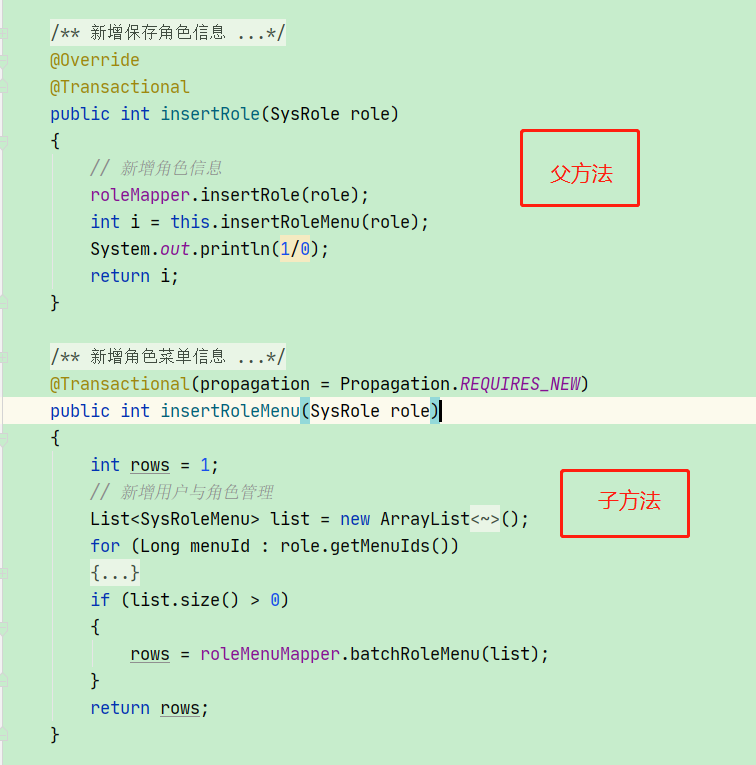 /** 新增保存角色信息 ...*/
@Override
@Transactional
public int insertRole(SysRole role)
{
// 新增角色信息
roleMapper.insertRole(role);
int i = this.insertRoleMenu(role);
System.out.println(1/0);
return i;
}
父方法
/** 新增角色菜单信息 ...*/
@Transactional(propagation = Propagation.REQUIRES_NEW)
public int insertRoleMenu(SysRole role)
{
int rows = 1;
// 新增用户与角色管理
List<SysRoleMenu> list = new ArrayList<~>();
for (Long menuId : role.getMenuIds())
{...}
if (list.size() > 0)
{
rows = roleMenuMapper.batchRoleMenu(list);
}
return rows;
}
子方法